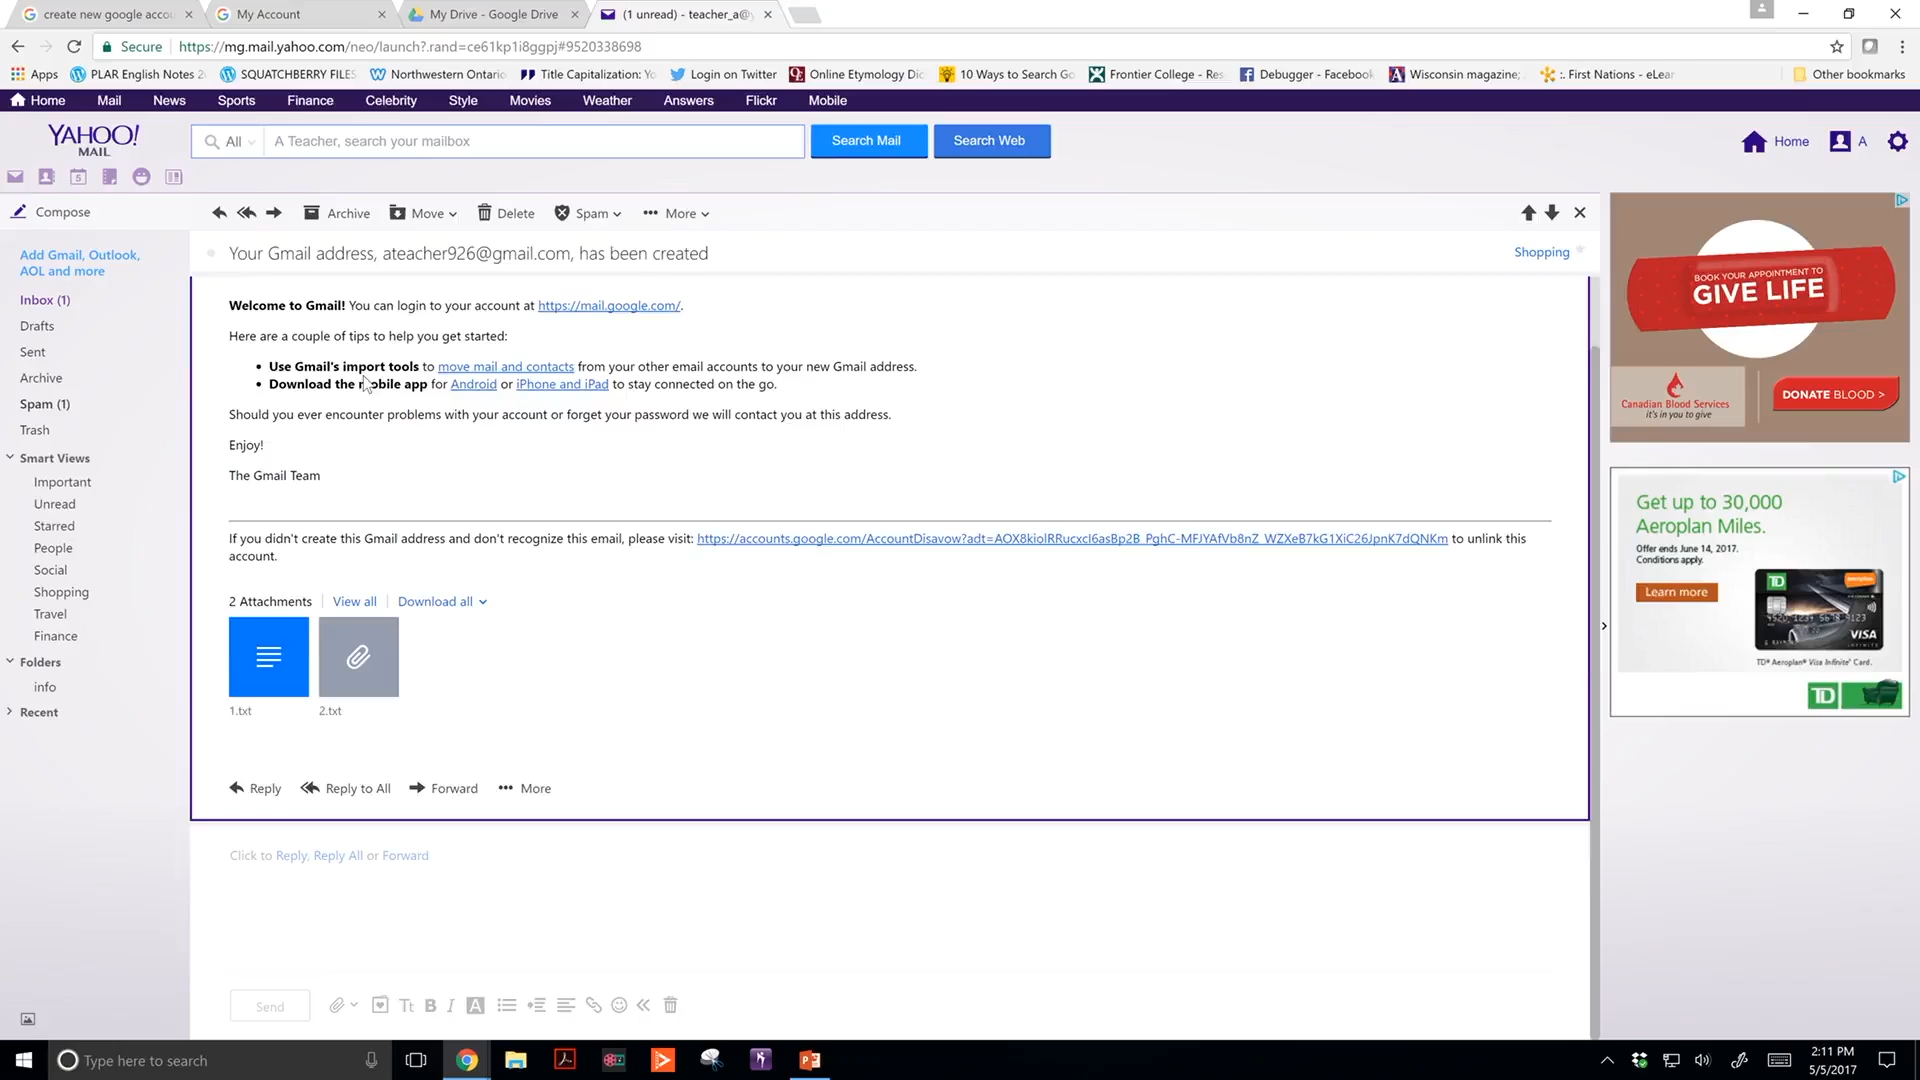 create new google accou
My Account
My Drive - Google Drive
(1 unread) - teacher_a@
Secure
https://mg.mail.yahoo.com/neo/launch?.rand=ce61kp1i8ggpj#9520338698
Apps
PLAR English Notes 2
SQUATCHBERRY FILES
Northwestern Ontario
Title Capitalization: Yo
Login on Twitter
Online Etymology Dic
10 Ways to Search Go
Frontier College - Res
Debugger - Facebook
Wisconsin magazine;
:. First Nations - eLear
Other bookmarks
Home
Mail
News
Sports
Finance
Celebrity
Style
Movies
Weather
Answers
Flickr
Mobile
YAHOO!
MAIL
All
A Teacher, search your mailbox
Search Mail
Search Web
Home
A
5
Compose
Archive
Move
Delete
Spam
More
Add Gmail, Outlook,
AOL and more
Inbox (1)
Drafts
Sent
Archive
Spam (1)
Trash
Smart Views
Important
Unread
Starred
People
Social
Shopping
Travel
Finance
Folders
info
Recent
Your Gmail address, ateacher926@gmail.com, has been created
Shopping
Welcome to Gmail! You can login to your account at https://mail.google.com/.
Here are a couple of tips to help you get started:
• Use Gmail's import tools to move mail and contacts from your other email accounts to your new Gmail address.
• Download the mobile app for Android or iPhone and iPad to stay connected on the go.
Should you ever encounter problems with your account or forget your password we will contact you at this address.
Enjoy!
The Gmail Team
If you didn't create this Gmail address and don't recognize this email, please visit: https://accounts.google.com/AccountDisavow?adt= to unlink this
account.
2 Attachments
View all
Download all
1.txt
2.txt
Reply
Reply to All
Forward
More
Click to Reply, Reply All or Forward
Send
Tt
B
I
A
BOOK YOUR APPOINTMENT TO
GIVE LIFE
Canadian Blood Services
it's in you to give
DONATE BLOOD >
Get up to 30,000
Aeroplan Miles.
Offer ends June 14, 2017.
Conditions apply.
Learn more
TD
VISA
TD® Aeroplan® Visa Infinite* Card.
TD
Type here to search
2:11 PM
5/5/2017